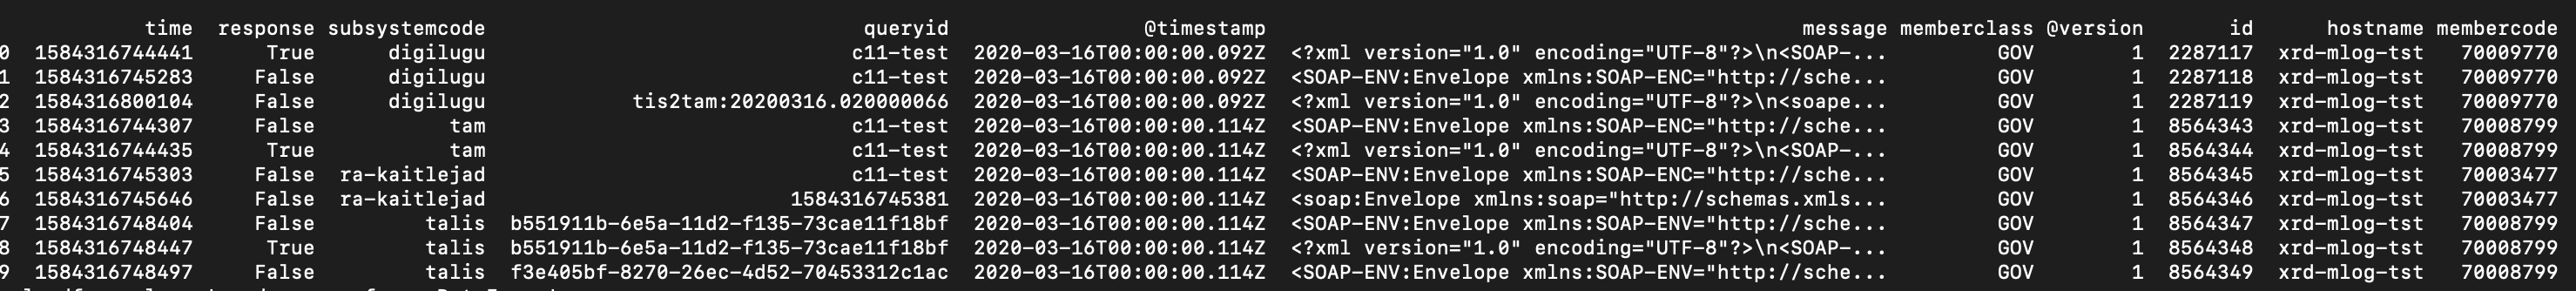 time response subsystemcode queryid @timestamp message memberclass @version id hostname membercode
0 1584316744441 True digilugu c11-test 2020-03-16T00:00:00.092Z <?xml version="1.0" encoding="UTF-8"?>\n<SOAP-... GOV 1 2287117 xrd-mlog-tst 70009770
1 1584316745283 False digilugu c11-test 2020-03-16T00:00:00.092Z <SOAP-ENV:Envelope xmlns:SOAP-ENC="http://sche... GOV 1 2287118 xrd-mlog-tst 70009770
2 1584316800104 False digilugu tis2tam:20200316.020000066 2020-03-16T00:00:00.092Z <?xml version="1.0" encoding="UTF-8"?>\n<soape... GOV 1 2287119 xrd-mlog-tst 70009770
3 1584316744307 False tam c11-test 2020-03-16T00:00:00.114Z <SOAP-ENV:Envelope xmlns:SOAP-ENC="http://sche... GOV 1 8564343 xrd-mlog-tst 70008799
4 1584316744435 True tam c11-test 2020-03-16T00:00:00.114Z <?xml version="1.0" encoding="UTF-8"?>\n<SOAP-... GOV 1 8564344 xrd-mlog-tst 70008799
5 1584316745303 False ra-kaitlejad c11-test 2020-03-16T00:00:00.114Z <SOAP-ENV:Envelope xmlns:SOAP-ENC="http://sche... GOV 1 8564345 xrd-mlog-tst 70003477
6 1584316745646 False ra-kaitlejad 1584316745381 2020-03-16T00:00:00.114Z <soap:Envelope xmlns:soap="http://schemas.xmls... GOV 1 8564346 xrd-mlog-tst 70003477
7 1584316748404 False talis b551911b-6e5a-11d2-f135-73cae11f18bf 2020-03-16T00:00:00.114Z <SOAP-ENV:Envelope xmlns:SOAP-ENV="http://sche... GOV 1 8564347 xrd-mlog-tst 70008799
8 1584316748447 True talis b551911b-6e5a-11d2-f135-73cae11f18bf 2020-03-16T00:00:00.114Z <?xml version="1.0" encoding="UTF-8"?>\n<SOAP-... GOV 1 8564348 xrd-mlog-tst 70008799
9 1584316748497 False talis f3e405bf-8270-26ec-4d52-70453312c1ac 2020-03-16T00:00:00.114Z <SOAP-ENV:Envelope xmlns:SOAP-ENV="http://sche... GOV 1 8564349 xrd-mlog-tst 70008799